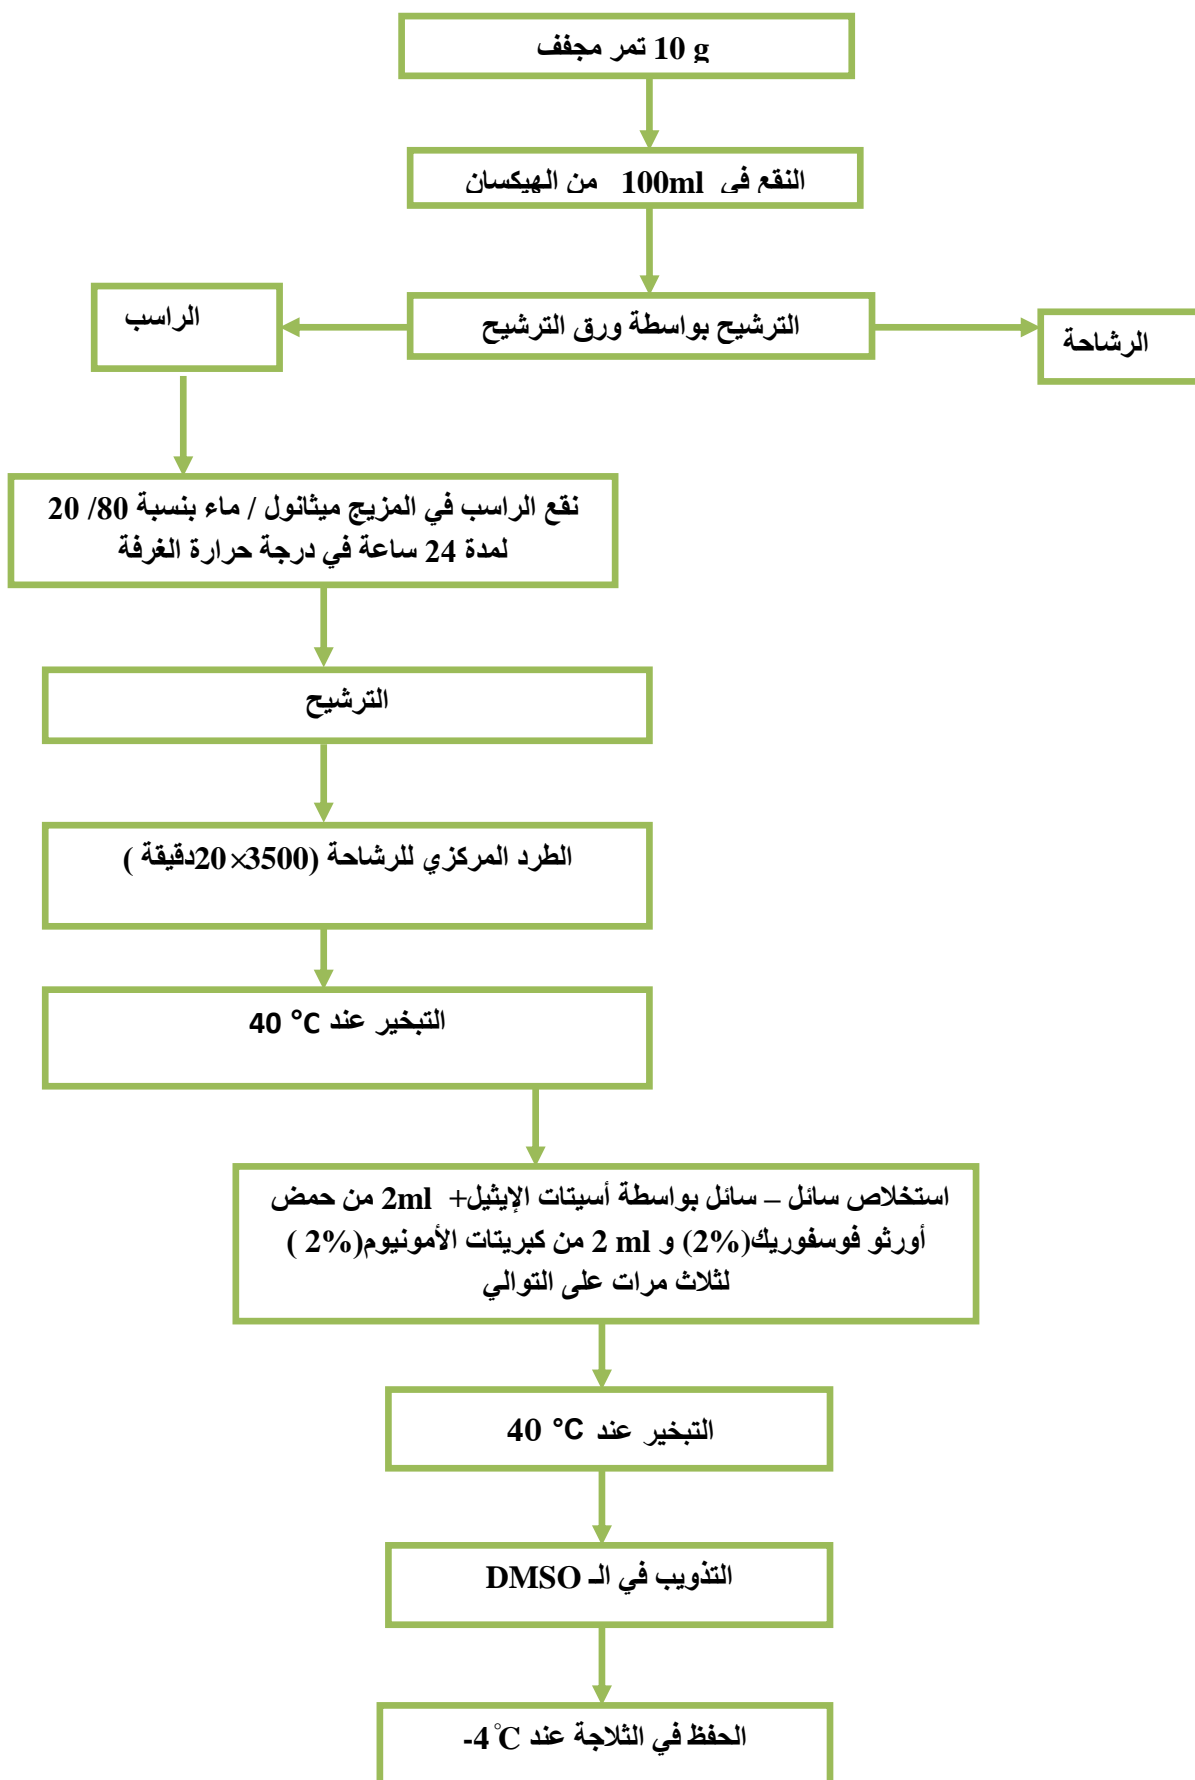 10 g تمر مجفف
النقع في 100ml من الهيكسان
الترشيح بواسطة ورق الترشيح
الراسب
الرشاحة
نقع الراسب في المزيج ميثانول / ماء بنسبة 80/ 20
لمدة 24 ساعة في درجة حرارة الغرفة
الترشيح
الطرد المركزي للرشاحة (3500×20دقيقة )
التبخير عند 40 °C
استخلاص سائل – سائل بواسطة أسيتات الإيثيل+ 2ml من حمض
أورثو فوسفوريك(2%) و 2 ml من كبريتات الأمونيوم(2% )
لثلاث مرات على التوالي
التبخير عند 40 °C
التذويب في الـ DMSO
الحفظ في الثلاجة عند -4°C